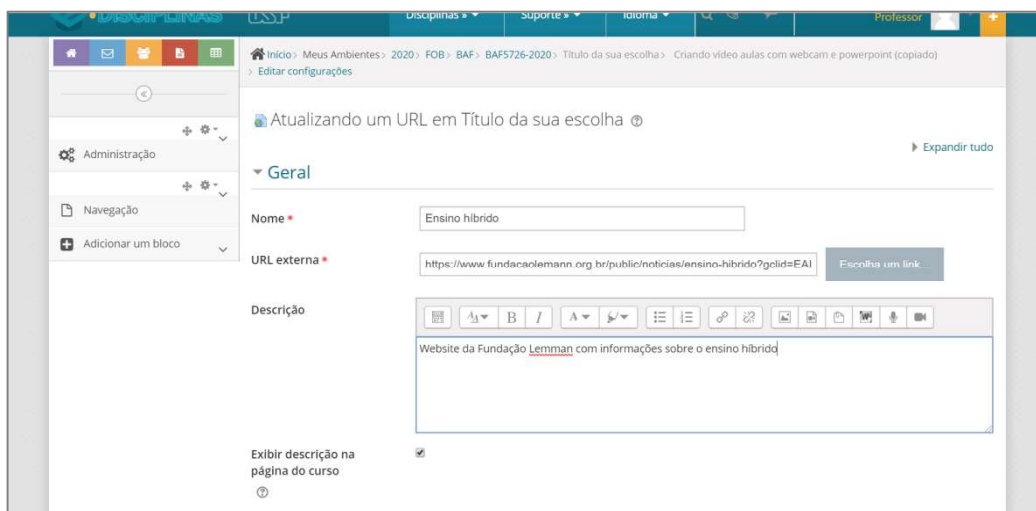 •DISCIPLINAS
USP
Disciplinas »
Suporte »
Idioma
Professor
Início > Meus Ambientes > 2020 > FOB > BAF > BAF5726-2020 > Título da sua escolha > Criando vídeo aulas com webcam e powerpoint (copiado)
> Editar configurações
Atualizando um URL em Título da sua escolha
Expandir tudo
Administração
Geral
Navegação
Nome *
Ensino híbrido
Adicionar um bloco
URL externa *
https://www.fundacaolemann.org.br/public/noticias/ensino-hibrido?gclid=EAI
Escolha um link...
Descrição
A B I A W
Website da Fundação Lemman com informações sobre o ensino híbrido
Exibir descrição na
página do curso